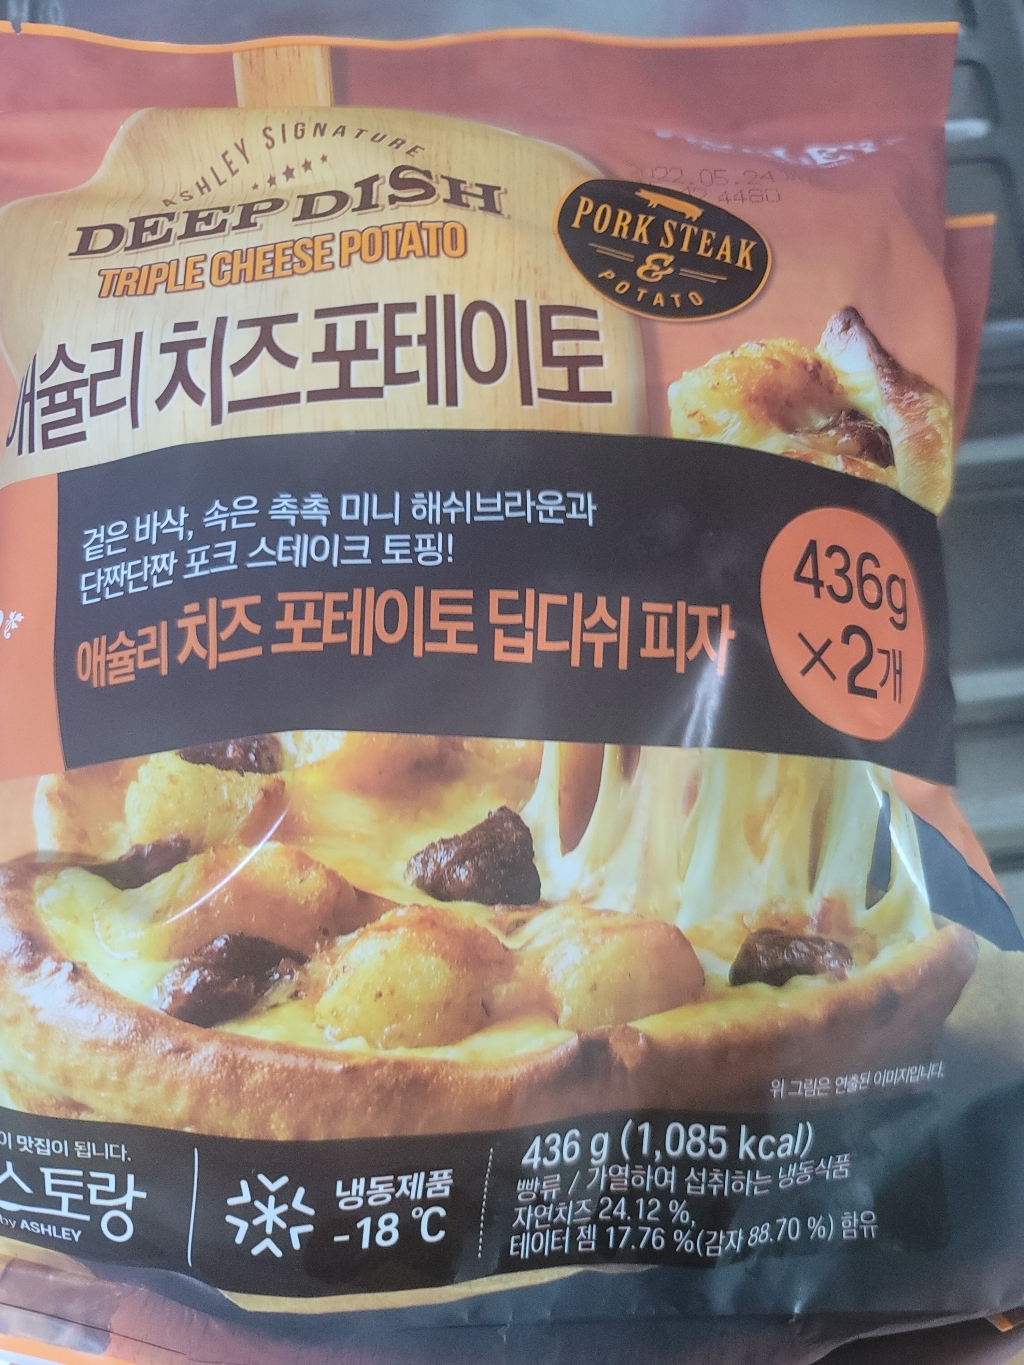 ASHLEY SIGNATURE
DEEP DISH
TRIPLE CHEESE POTATO
PORK STEAK
&
POTATO
2022.05.24
4480
애슐리 치즈포테이토
겉은 바삭, 속은 촉촉 미니 해쉬브라운과
단짠단짠 포크 스테이크 토핑!
애슐리 치즈 포테이토 딥디쉬 피자
436g
×2개
위 그림은 연출된 이미지입니다.
이 맛집이 됩니다.
스토랑
by ASHLEY
냉동제품
-18 ℃
436 g (1,085 kcal)
빵류 / 가열하여 섭취하는 냉동식품
자연치즈 24.12 %,
테이터 젬 17.76 %(감자 88.70 %) 함유